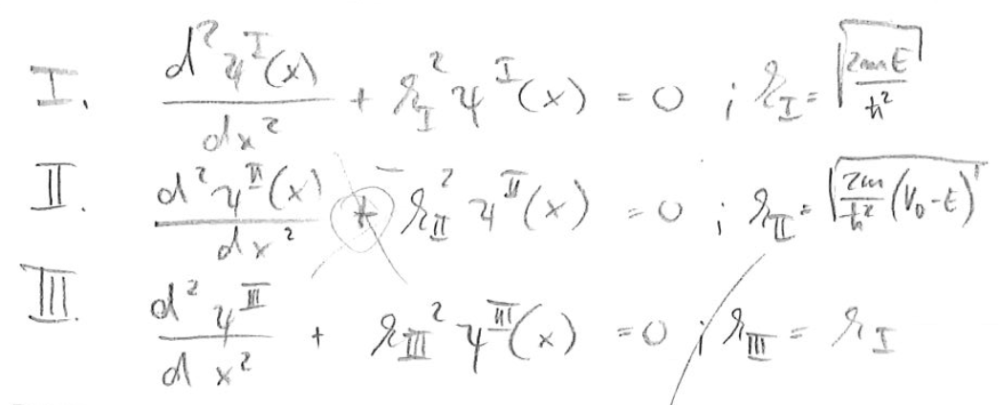 I. d²ψ^I(x)/dx² + k_I² ψ^I(x) = 0 ; k_I = √(2mE/ħ²)
II. d²ψ^II(x)/dx² - k_II² ψ^II(x) = 0 ; k_II = √(2m/ħ² (V₀-E))
III. d²ψ^III/dx² + k_III² ψ^III(x) = 0 ; k_III = k_I